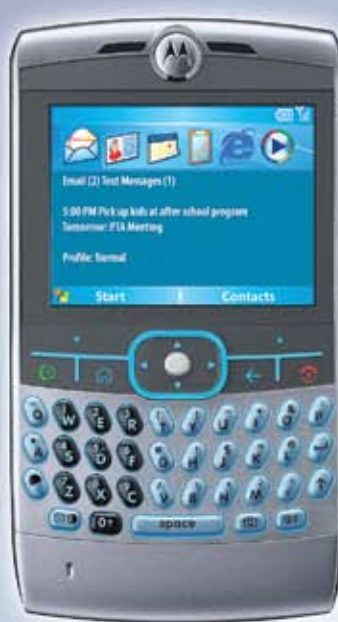 MOTOROLA
Email (2) Text Messages (1)
5:00 PM Pick up kids at after school program
Tomorrow: PTA Meeting
Profile: Normal
Start Contacts
Q W E R T Y U I O P
A S D F G H J K L
Z X C V B N M
space